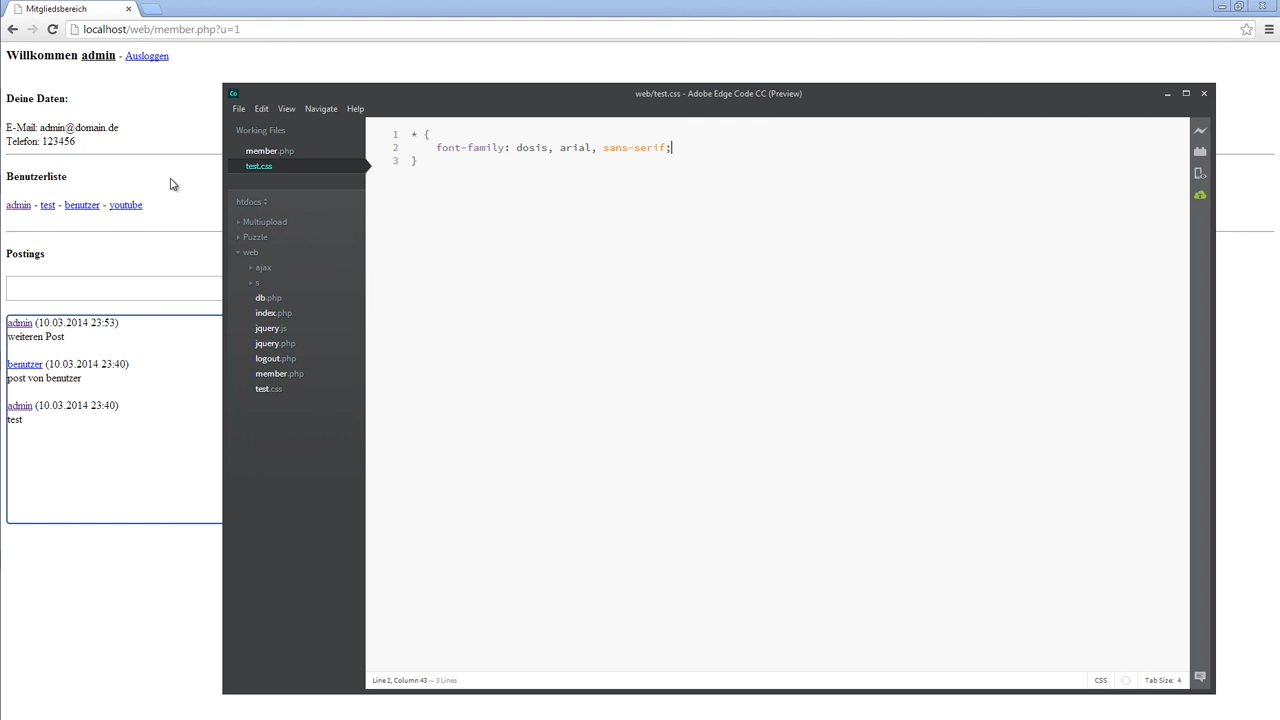 Mitgliedsbereich
localhost/web/member.php?u=1
Willkommen admin - Ausloggen
Deine Daten:
E-Mail: admin@domain.de
Telefon: 123456
Benutzerliste
admin - test - benutzer - youtube
Postings
admin (10.03.2014 23:53)
weiteren Post
benutzer (10.03.2014 23:40)
post von benutzer
admin (10.03.2014 23:40)
test
Co
web/test.css - Adobe Edge Code CC (Preview)
File Edit View Navigate Help
Working Files
member.php
test.css
htdocs
Multiupload
Puzzle
web
ajax
s
db.php
index.php
jquery.js
jquery.php
logout.php
member.php
test.css
1 * {
2 font-family: dosis, arial, sans-serif;
3 }
Line 2, Column 43 — 3 Lines
CSS
Tab Size: 4